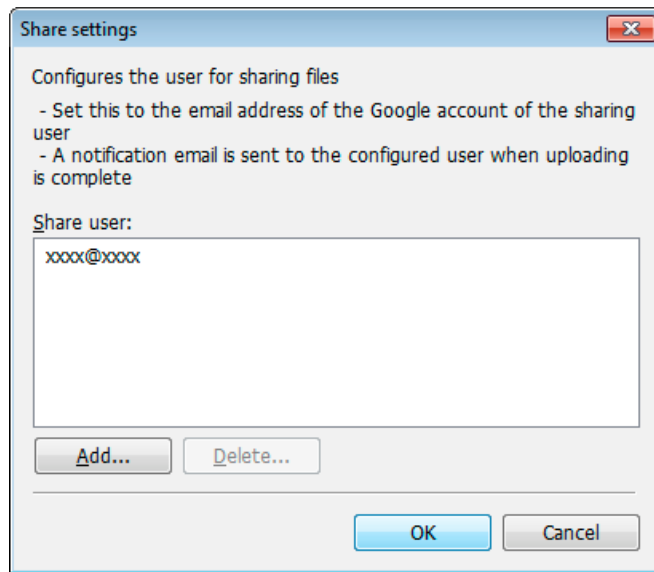 Share settings
Configures the user for sharing files
- Set this to the email address of the Google account of the sharing
user
- A notification email is sent to the configured user when uploading
is complete
Share user:
xxxx@xxxx
Add...
Delete...
OK
Cancel